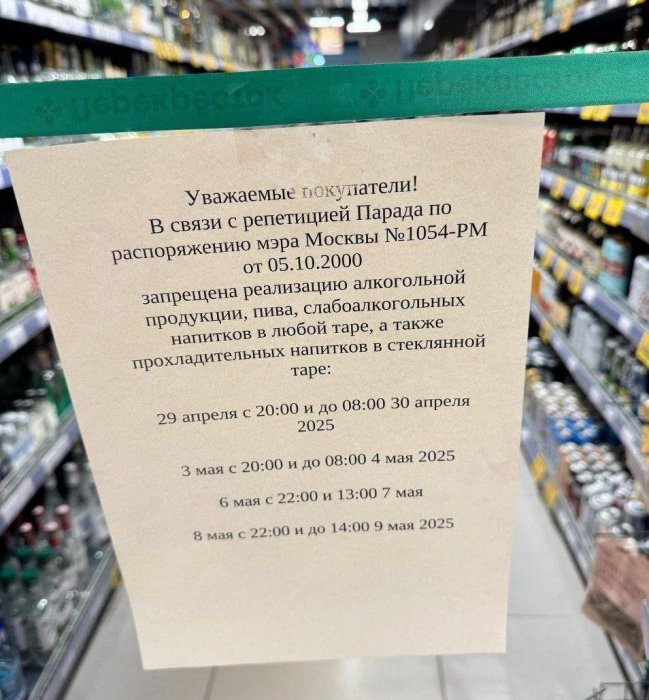 Уважаемые покупатели!
В связи с репетицией Парада по
распоряжению мэра Москвы №1054-РМ
от 05.10.2000
запрещена реализацию алкогольной
продукции, пива, слабоалкогольных
напитков в любой таре, а также
прохладительных напитков в стеклянной
таре:
29 апреля с 20:00 и до 08:00 30 апреля
2025
3 мая с 20:00 и до 08:00 4 мая 2025
6 мая с 22:00 и 13:00 7 мая
8 мая с 22:00 и до 14:00 9 мая 2025